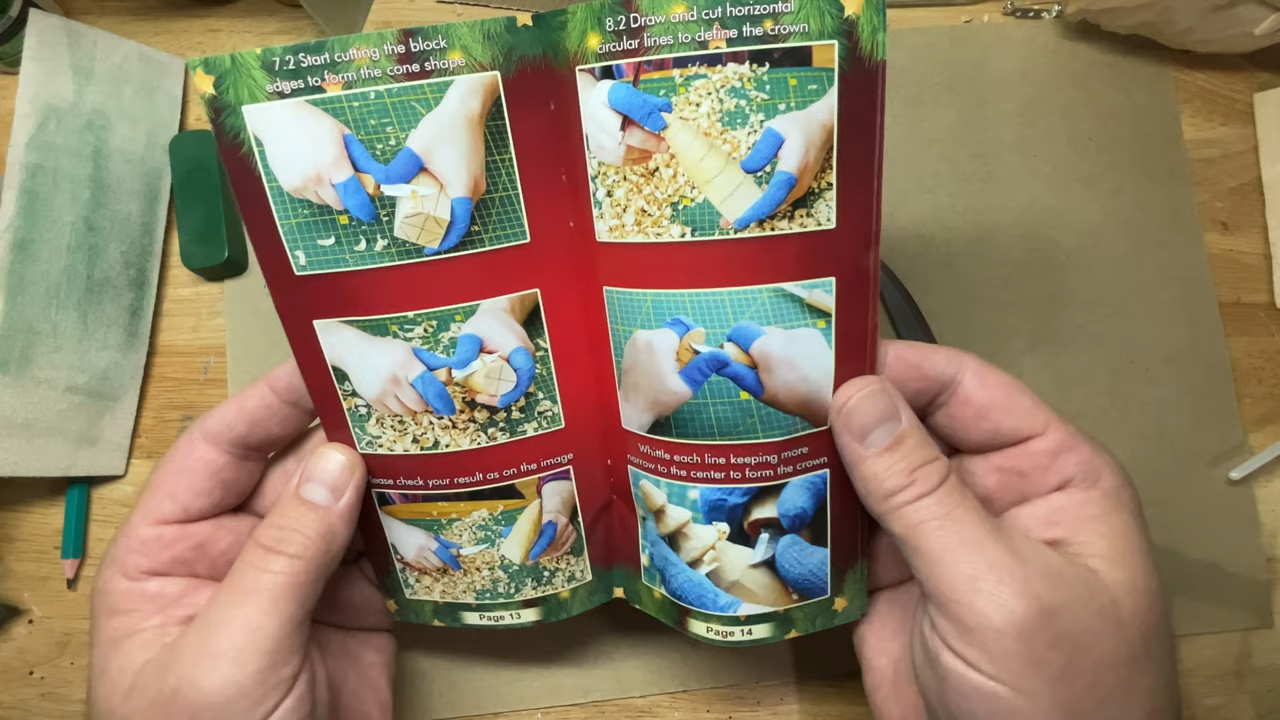 7.2 Start cutting the block
edges to form the cone shape
lease check your result as on the image
Page 13
8.2 Draw and cut horizontal
circular lines to define the crown
Whittle each line keeping more
narrow to the center to form the crown
Page 14